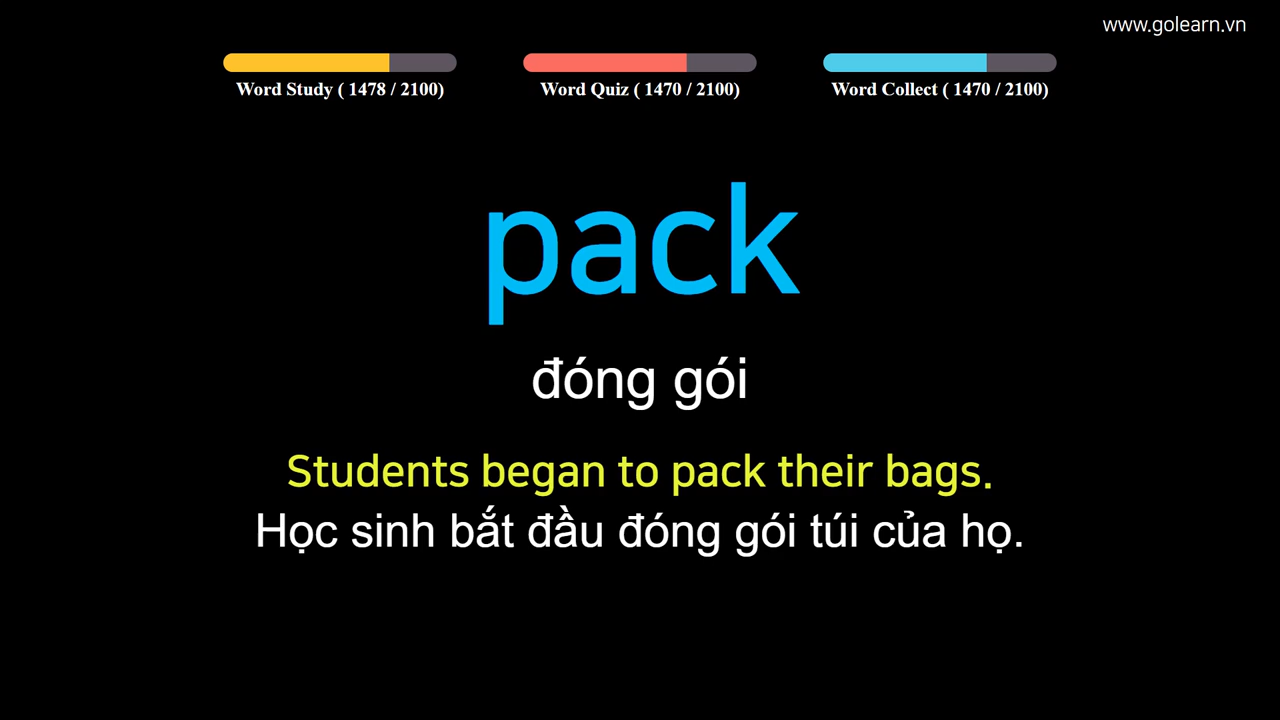 www.golearn.vn
Word Study ( 1478 / 2100)
Word Quiz ( 1470 / 2100)
Word Collect ( 1470 / 2100)
pack
đóng gói
Students began to pack their bags.
Học sinh bắt đầu đóng gói túi của họ.